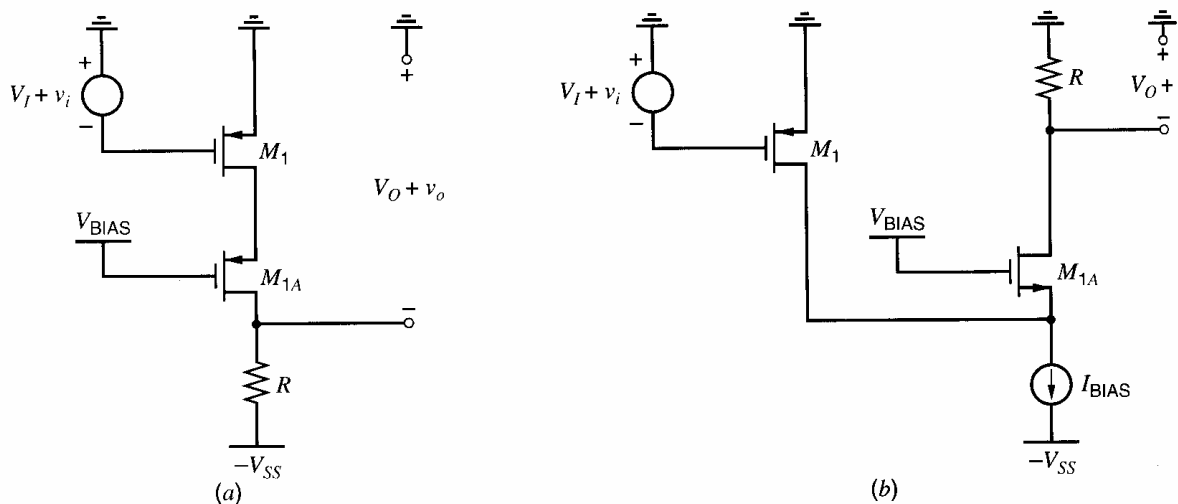 +
V_I + v_i
−
M_1
+
V_O + v_o
V_BIAS
M_1A
−
R
−V_SS
(a)
+
V_I + v_i
−
M_1
R
+
V_O +
−
V_BIAS
M_1A
I_BIAS
−V_SS
(b)